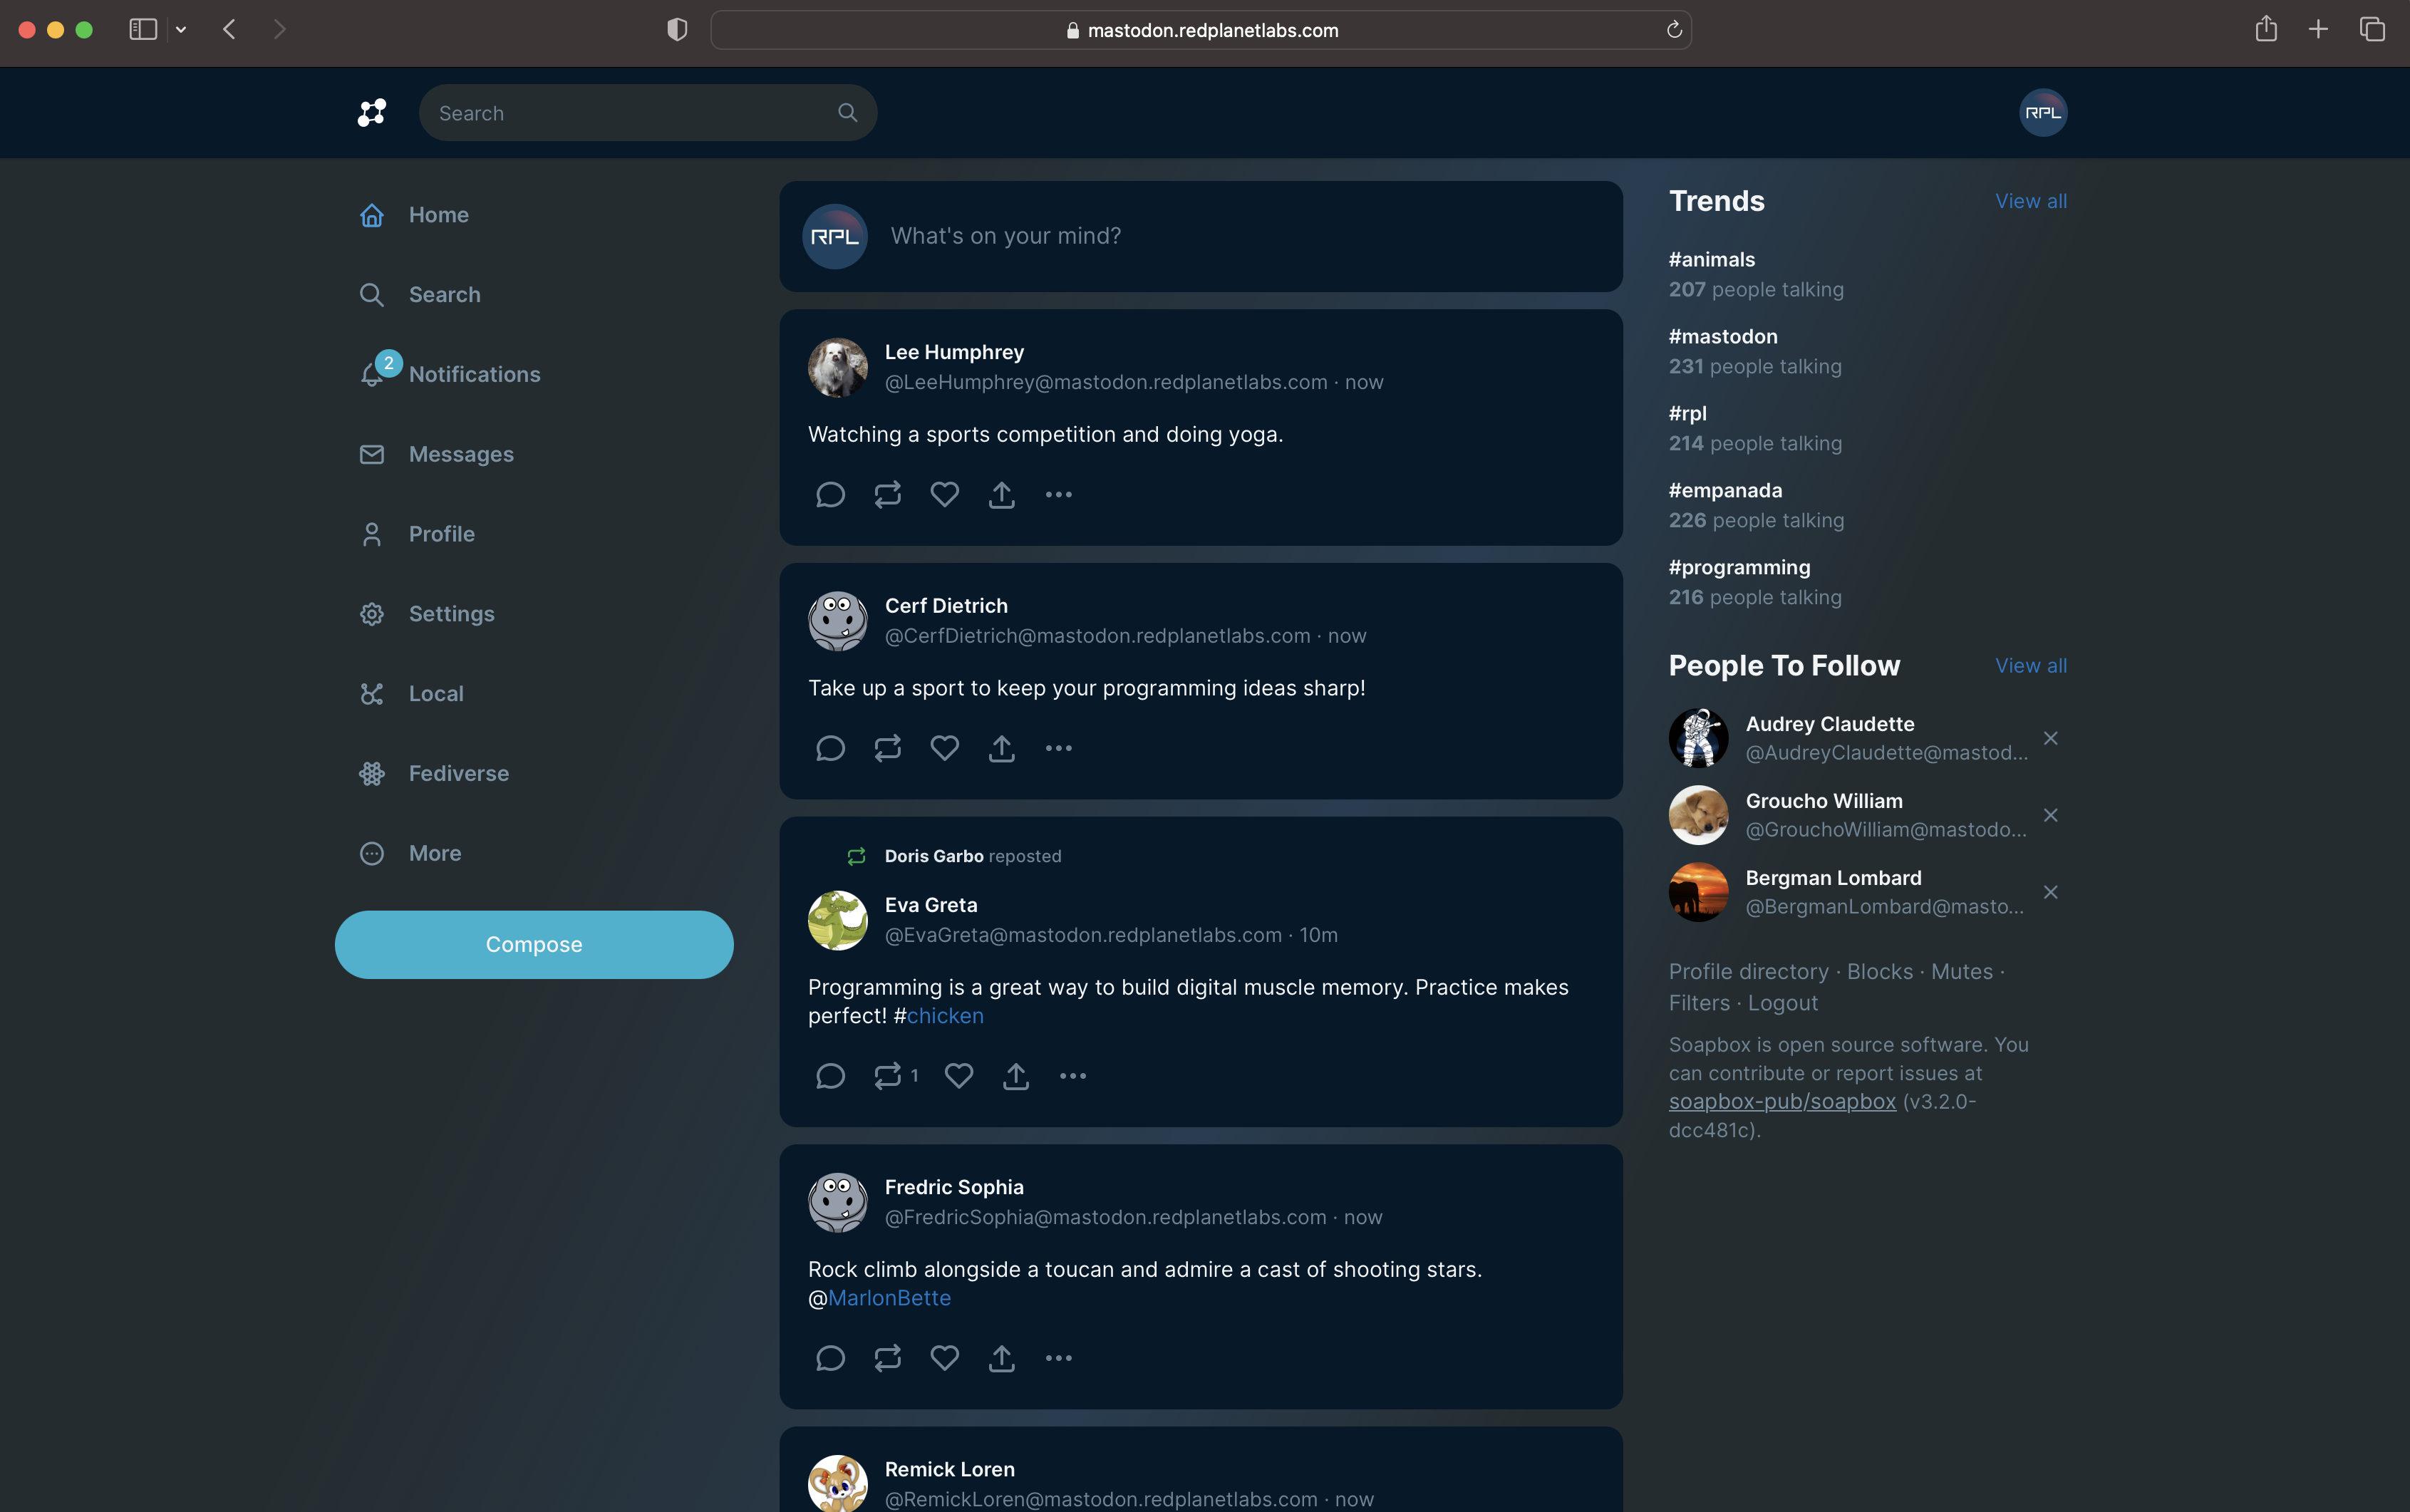 mastodon.redplanetlabs.com
Search
RPL
Home
Search
2
Notifications
Messages
Profile
Settings
Local
Fediverse
More
Compose
RPL
What's on your mind?
Lee Humphrey
@LeeHumphrey@mastodon.redplanetlabs.com · now
Watching a sports competition and doing yoga.
Cerf Dietrich
@CerfDietrich@mastodon.redplanetlabs.com · now
Take up a sport to keep your programming ideas sharp!
Doris Garbo reposted
Eva Greta
@EvaGreta@mastodon.redplanetlabs.com · 10m
Programming is a great way to build digital muscle memory. Practice makes
perfect! #chicken
1
Fredric Sophia
@FredricSophia@mastodon.redplanetlabs.com · now
Rock climb alongside a toucan and admire a cast of shooting stars.
@MarlonBette
Remick Loren
@RemickLoren@mastodon.redplanetlabs.com · now
Trends
View all
#animals
207 people talking
#mastodon
231 people talking
#rpl
214 people talking
#empanada
226 people talking
#programming
216 people talking
People To Follow
View all
Audrey Claudette
@AudreyClaudette@mastod...
Groucho William
@GrouchoWilliam@mastodo...
Bergman Lombard
@BergmanLombard@masto...
Profile directory · Blocks · Mutes ·
Filters · Logout
Soapbox is open source software. You
can contribute or report issues at
soapbox-pub/soapbox (v3.2.0-
dcc481c).